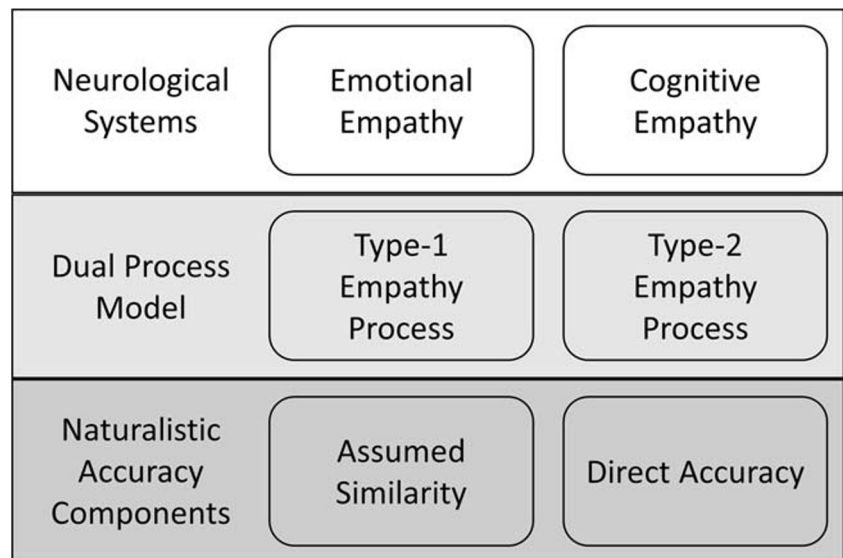 Neurological
Systems
Emotional
Empathy
Cognitive
Empathy
Dual Process
Model
Type-1
Empathy
Process
Type-2
Empathy
Process
Naturalistic
Accuracy
Components
Assumed
Similarity
Direct Accuracy